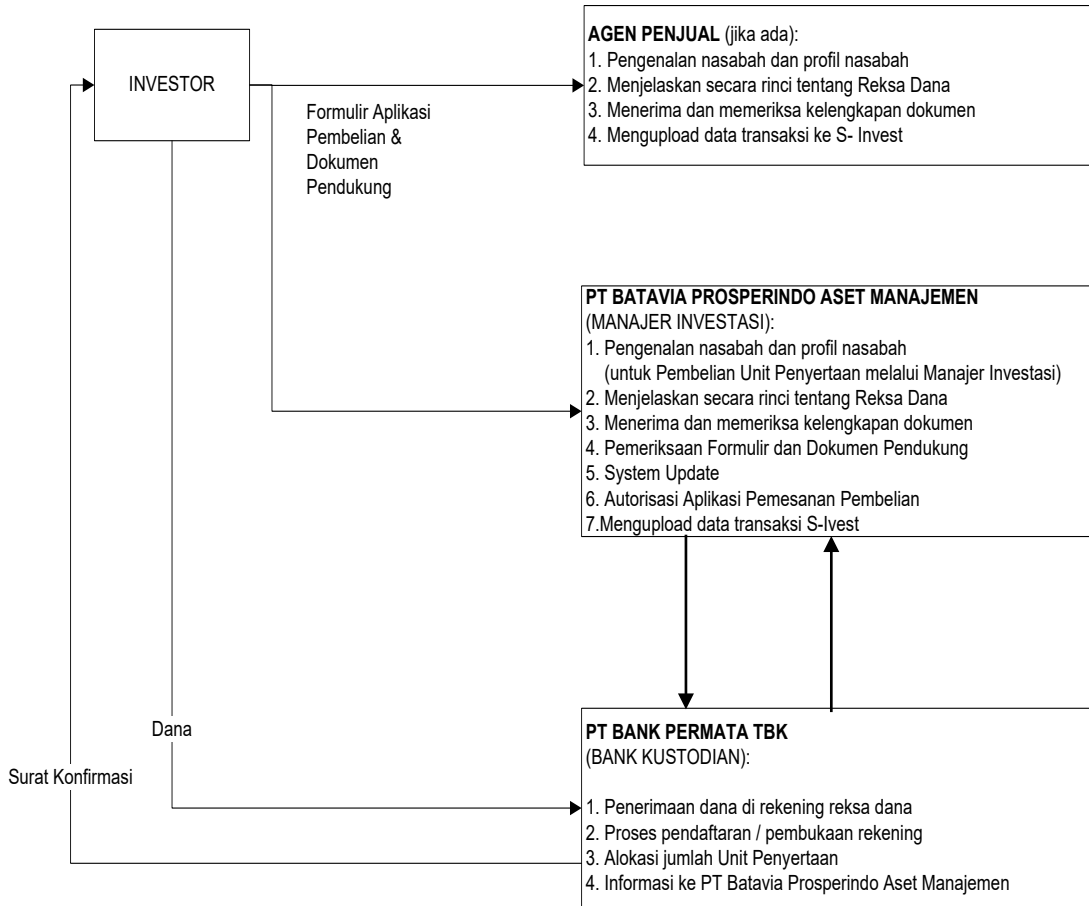 INVESTOR
Formulir Aplikasi
Pembelian &
Dokumen
Pendukung
AGEN PENJUAL (jika ada):
1. Pengenalan nasabah dan profil nasabah
2. Menjelaskan secara rinci tentang Reksa Dana
3. Menerima dan memeriksa kelengkapan dokumen
4. Mengupload data transaksi ke S- Invest
PT BATAVIA PROSPERINDO ASET MANAJEMEN
(MANAJER INVESTASI):
1. Pengenalan nasabah dan profil nasabah
(untuk Pembelian Unit Penyertaan melalui Manajer Investasi)
2. Menjelaskan secara rinci tentang Reksa Dana
3. Menerima dan memeriksa kelengkapan dokumen
4. Pemeriksaan Formulir dan Dokumen Pendukung
5. System Update
6. Autorisasi Aplikasi Pemesanan Pembelian
7.Mengupload data transaksi S-Ivest
Dana
Surat Konfirmasi
PT BANK PERMATA TBK
(BANK KUSTODIAN):
1. Penerimaan dana di rekening reksa dana
2. Proses pendaftaran / pembukaan rekening
3. Alokasi jumlah Unit Penyertaan
4. Informasi ke PT Batavia Prosperindo Aset Manajemen